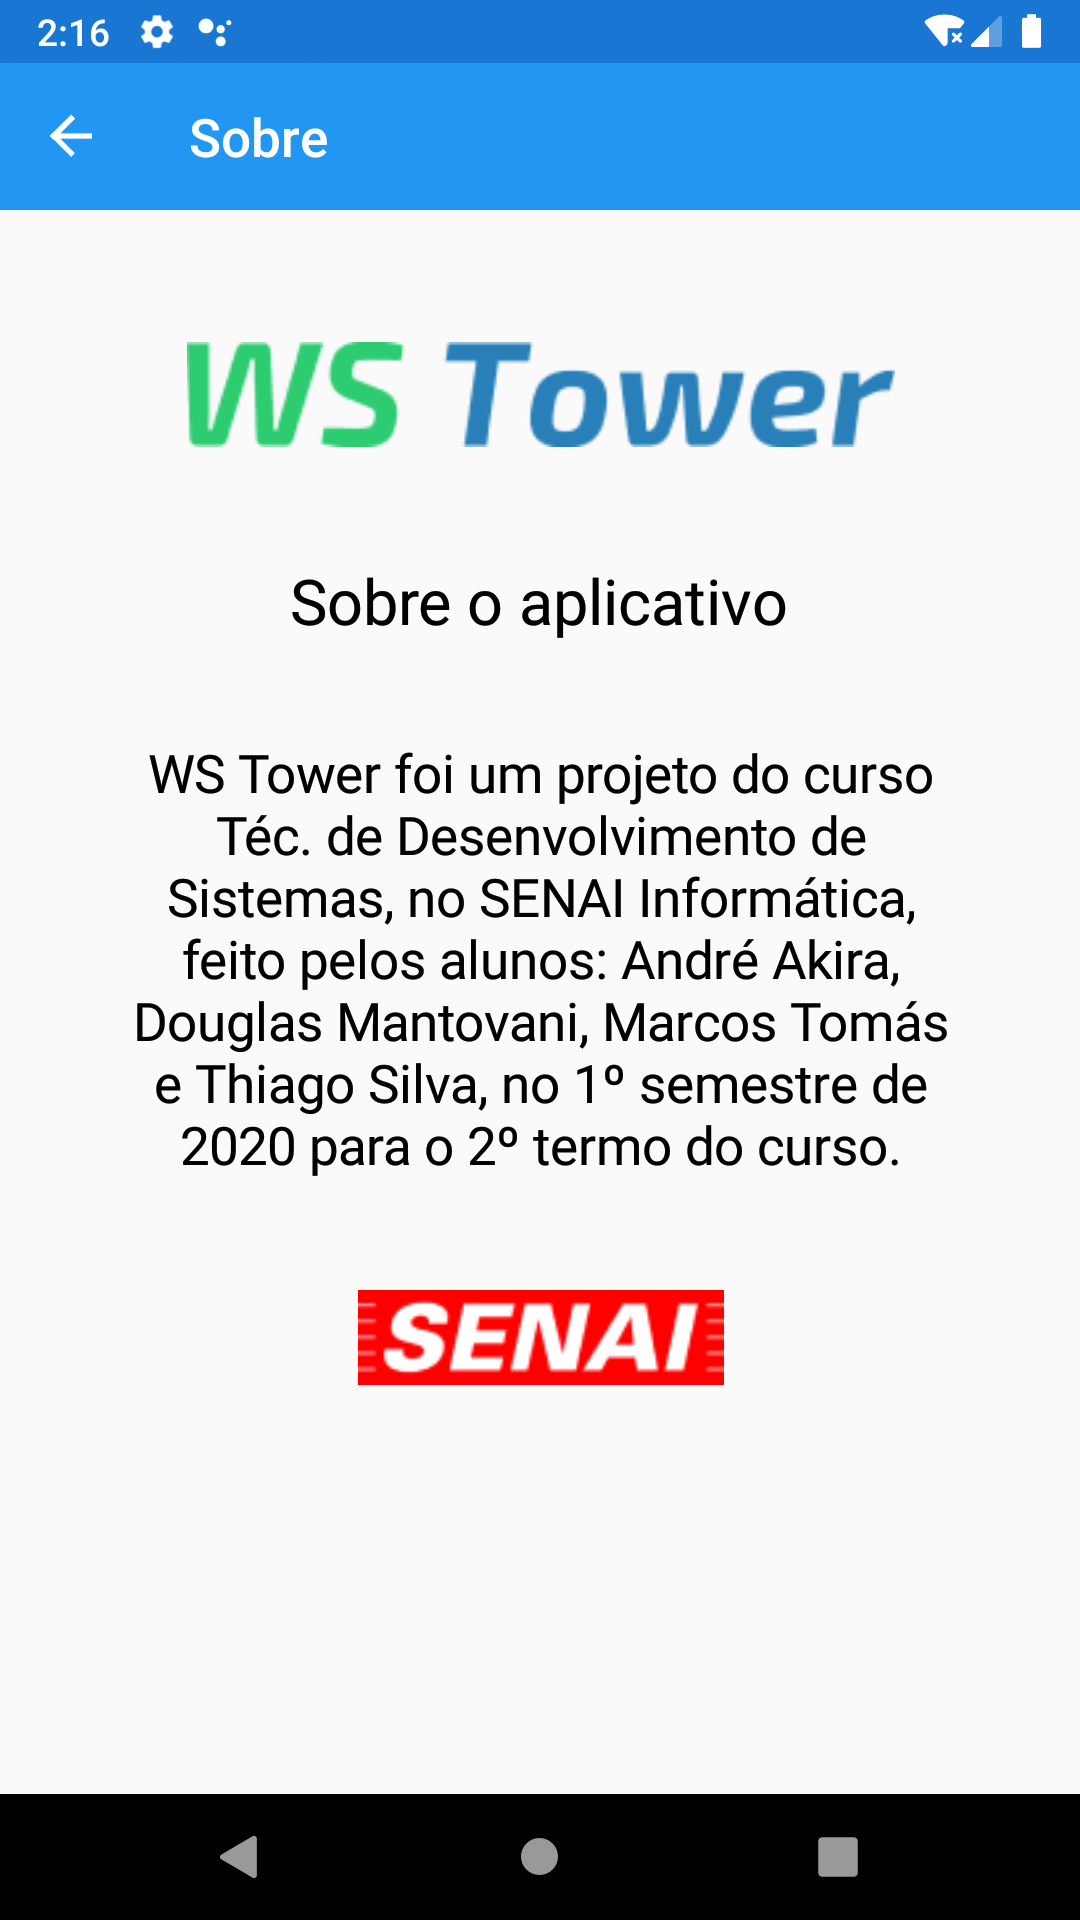 2:16
Sobre
WS Tower
Sobre o aplicativo
WS Tower foi um projeto do curso
Téc. de Desenvolvimento de
Sistemas, no SENAI Informática,
feito pelos alunos: André Akira,
Douglas Mantovani, Marcos Tomás
e Thiago Silva, no 1º semestre de
2020 para o 2º termo do curso.
SENAI